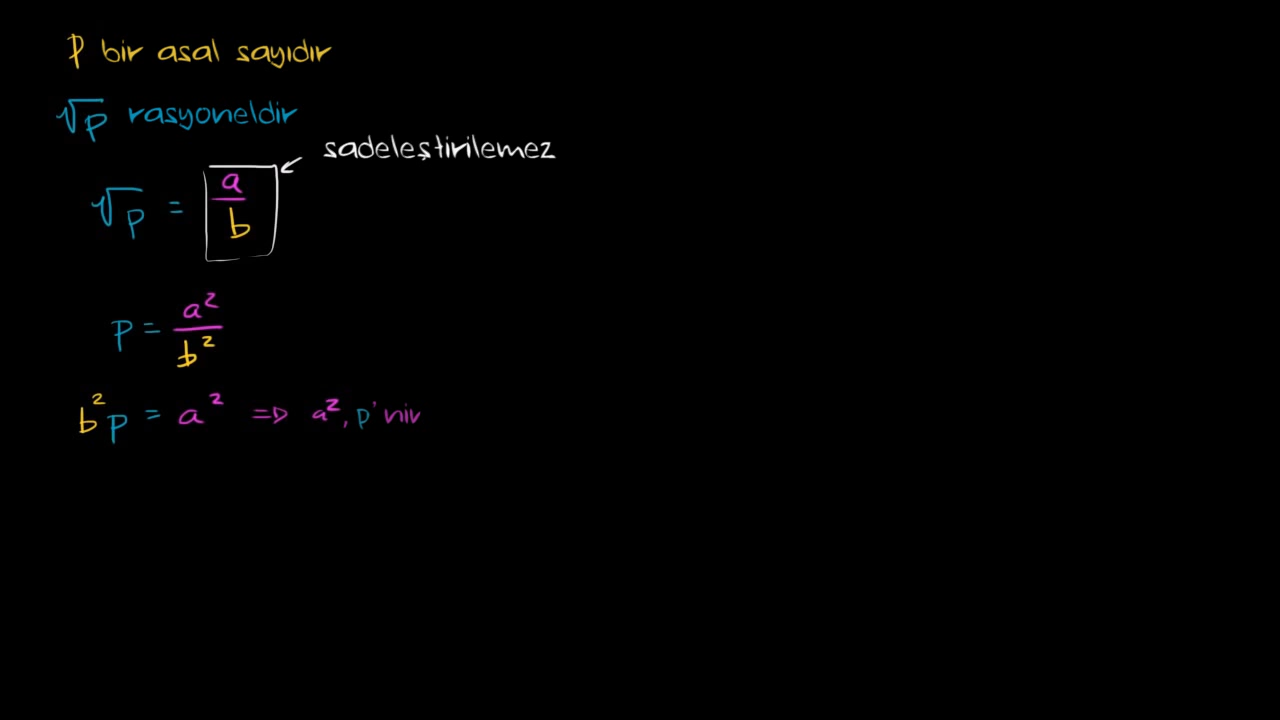 p bir asal sayıdır
√p rasyoneldir
sadeleştirilemez
√p = a/b
p = a²/b²
b²p = a² => a², p'nin